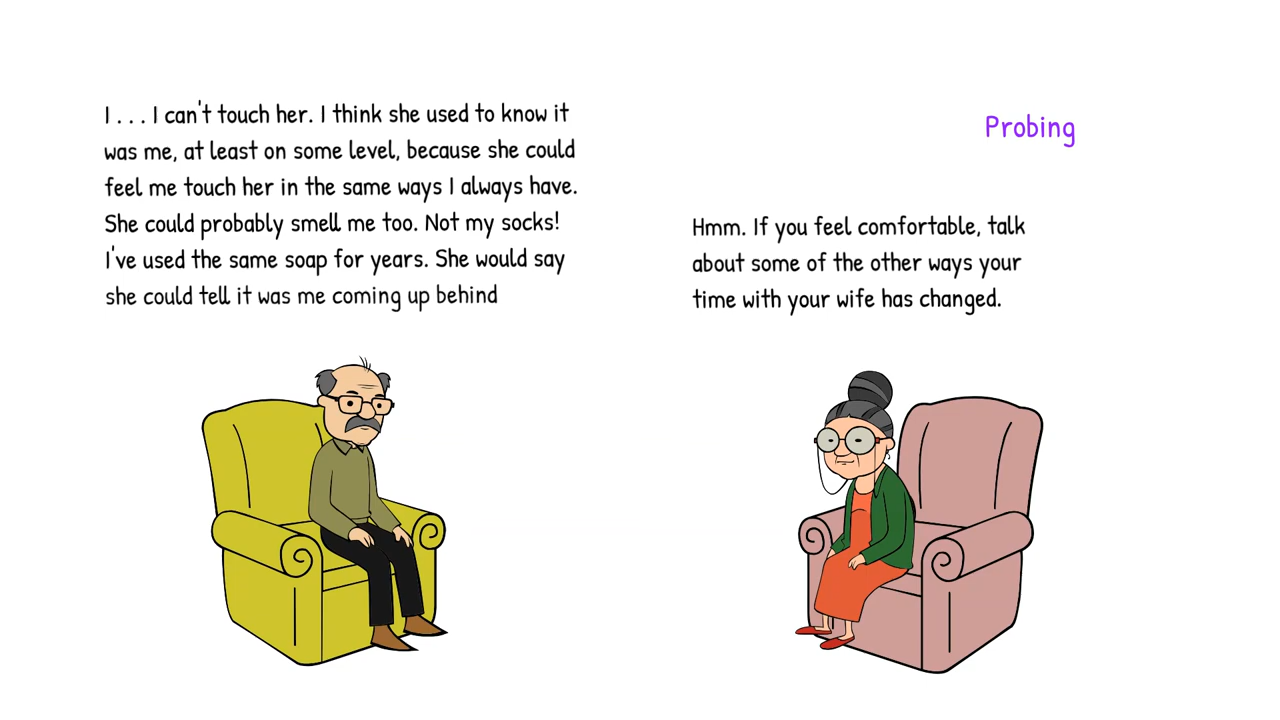 I . . . I can't touch her. I think she used to know it
was me, at least on some level, because she could
feel me touch her in the same ways I always have.
She could probably smell me too. Not my socks!
I've used the same soap for years. She would say
she could tell it was me coming up behind
Probing
Hmm. If you feel comfortable, talk
about some of the other ways your
time with your wife has changed.